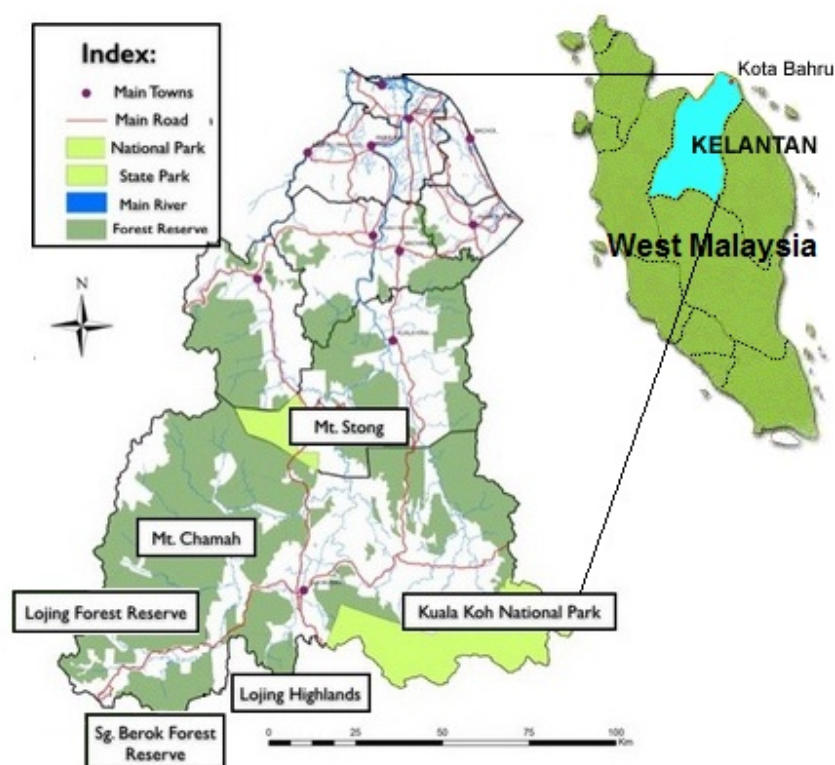 Index:
Main Towns
Main Road
National Park
State Park
Main River
Forest Reserve
N
Kota Bahru
KELANTAN
West Malaysia
KUALA KRAI
Mt. Stong
Mt. Chamah
Lojing Forest Reserve
Kuala Koh National Park
Lojing Highlands
Sg. Berok Forest
Reserve
0 25 50 100
Km